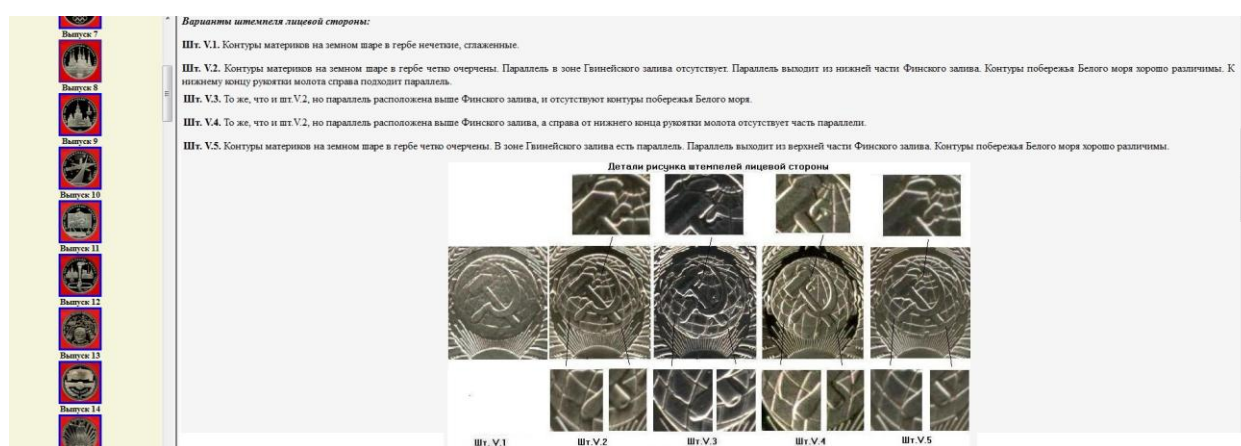 Выпуск 7
Выпуск 8
Выпуск 9
Выпуск 10
Выпуск 11
Выпуск 12
Выпуск 13
Выпуск 14
Варианты штемпеля лицевой стороны:
Шт. V.1. Контуры материков на земном шаре в гербе нечеткие, сглаженные.
Шт. V.2. Контуры материков на земном шаре в гербе четко очерчены. Параллель в зоне Гвинейского залива отсутствует. Параллель выходит из нижней части Финского залива. Контуры побережья Белого моря хорошо различимы. К
нижнему концу рукоятки молота справа подходит параллель.
Шт. V.3. То же, что и шт.V.2, но параллель расположена выше Финского залива, и отсутствуют контуры побережья Белого моря.
Шт. V.4. То же, что и шт.V.2, но параллель расположена выше Финского залива, а справа от нижнего конца рукоятки молота отсутствует часть параллели.
Шт. V.5. Контуры материков на земном шаре в гербе четко очерчены. В зоне Гвинейского залива есть параллель. Параллель выходит из верхней части Финского залива. Контуры побережья Белого моря хорошо различимы.
Детали рисунка штемпелей лицевой стороны
Шт. V.1 Шт.V.2 Шт.V.3 Шт.V.4 Шт.V.5